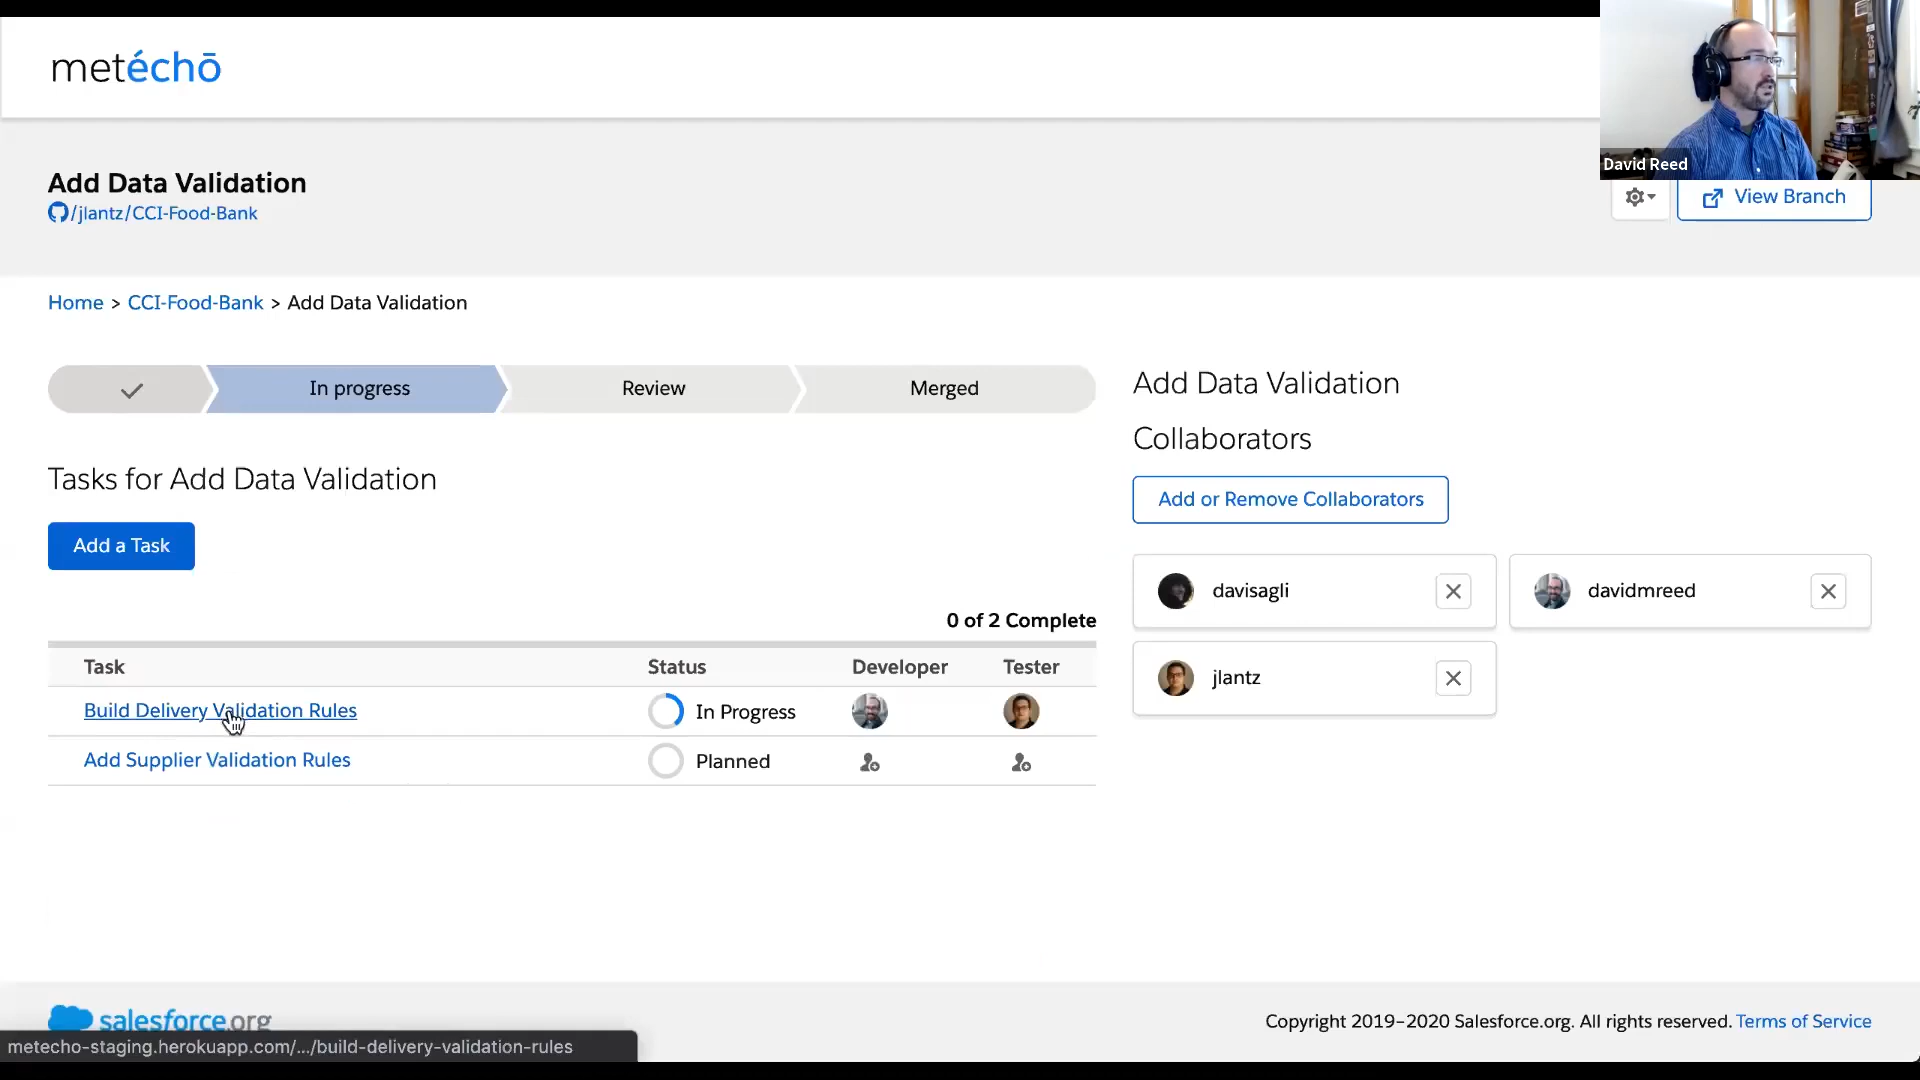 metéchō
David Reed
Add Data Validation
/jlantz/CCI-Food-Bank
View Branch
Home > CCI-Food-Bank > Add Data Validation
In progress
Review
Merged
Add Data Validation
Collaborators
Tasks for Add Data Validation
Add or Remove Collaborators
Add a Task
davisagli
davidmreed
jlantz
0 of 2 Complete
Task Status Developer Tester
Build Delivery Validation Rules In Progress
Add Supplier Validation Rules Planned
salesforce.org
Copyright 2019–2020 Salesforce.org. All rights reserved. Terms of Service
metecho-staging.herokuapp.com/.../build-delivery-validation-rules